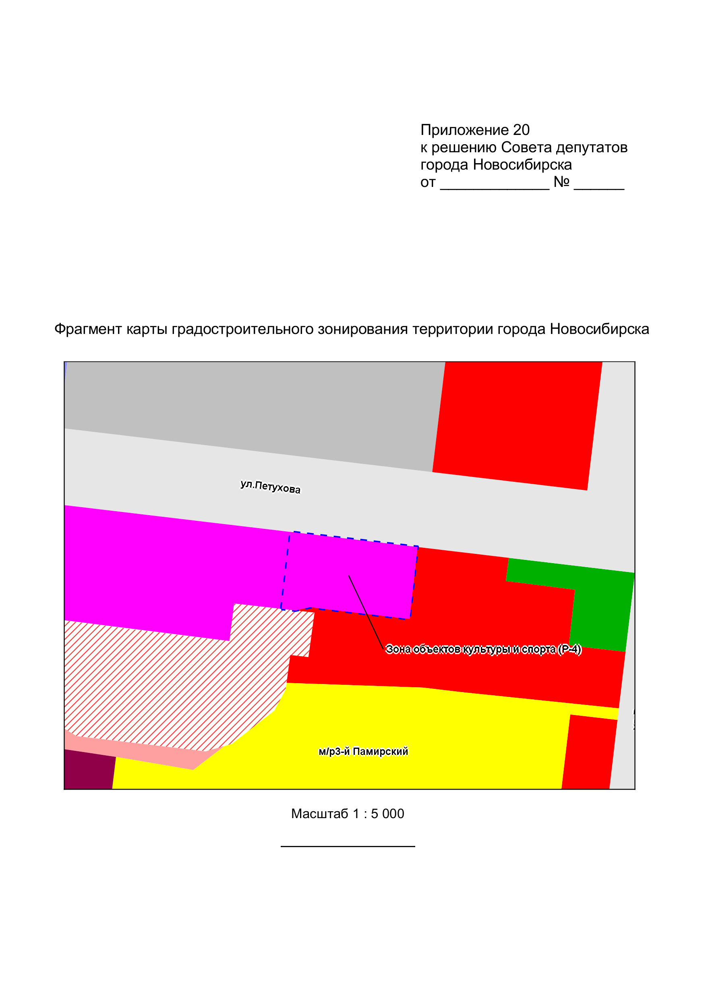 Приложение 20
к решению Совета депутатов
города Новосибирска
от _____________ № ______
Фрагмент карты градостроительного зонирования территории города Новосибирска
ул.Петухова
Зона объектов культуры и спорта (Р-4)
м/р3-й Памирский
Масштаб 1 : 5 000